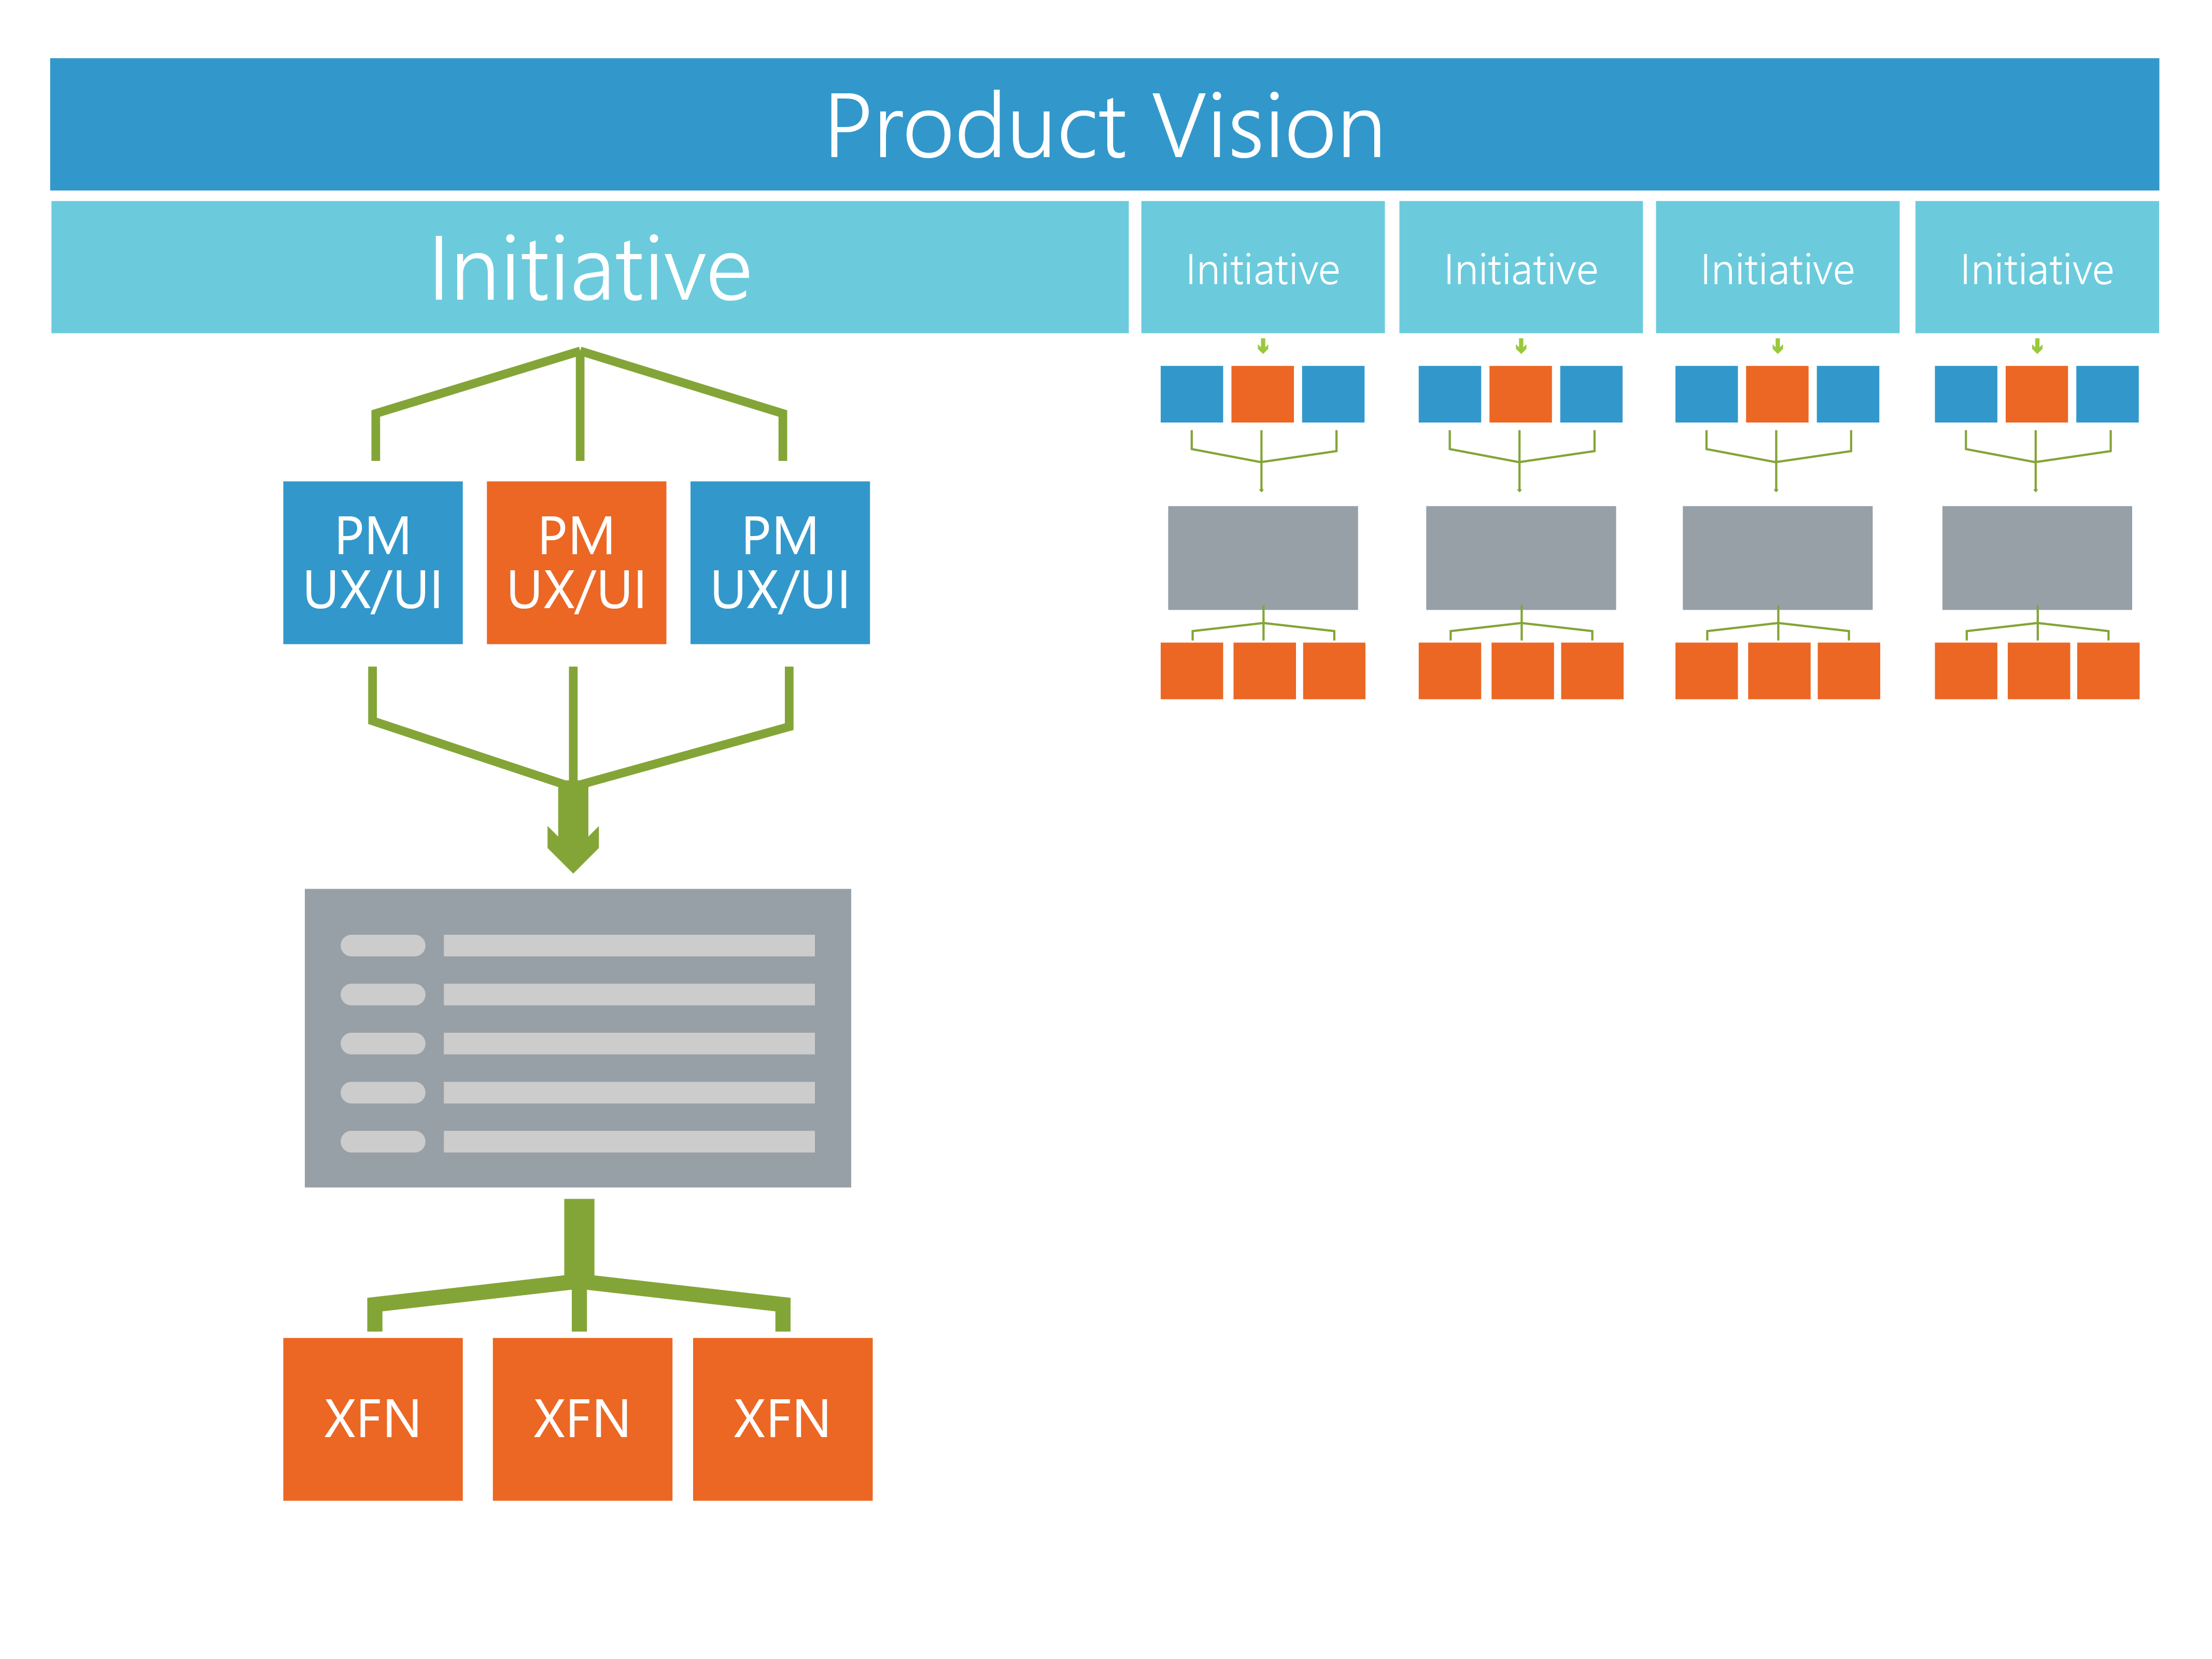 Product Vision
Initiative
Initiative
Initiative
Initiative
Initiative
PM
UX/UI
PM
UX/UI
PM
UX/UI
XFN
XFN
XFN